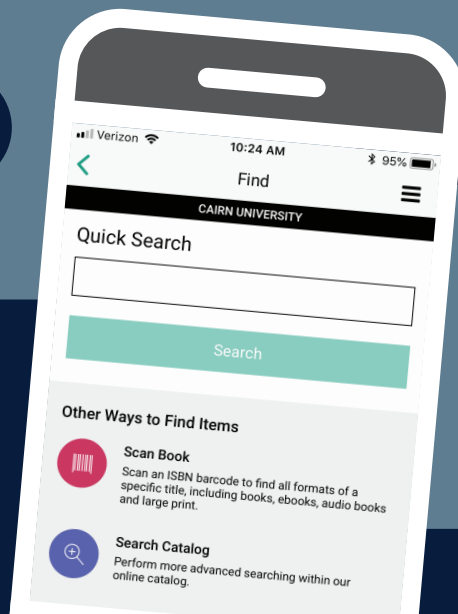 Verizon 10:24 AM 95%
Find
CAIRN UNIVERSITY
Quick Search
Search
Other Ways to Find Items
Scan Book
Scan an ISBN barcode to find all formats of a
specific title, including books, ebooks, audio books
and large print.
Search Catalog
Perform more advanced searching within our
online catalog.